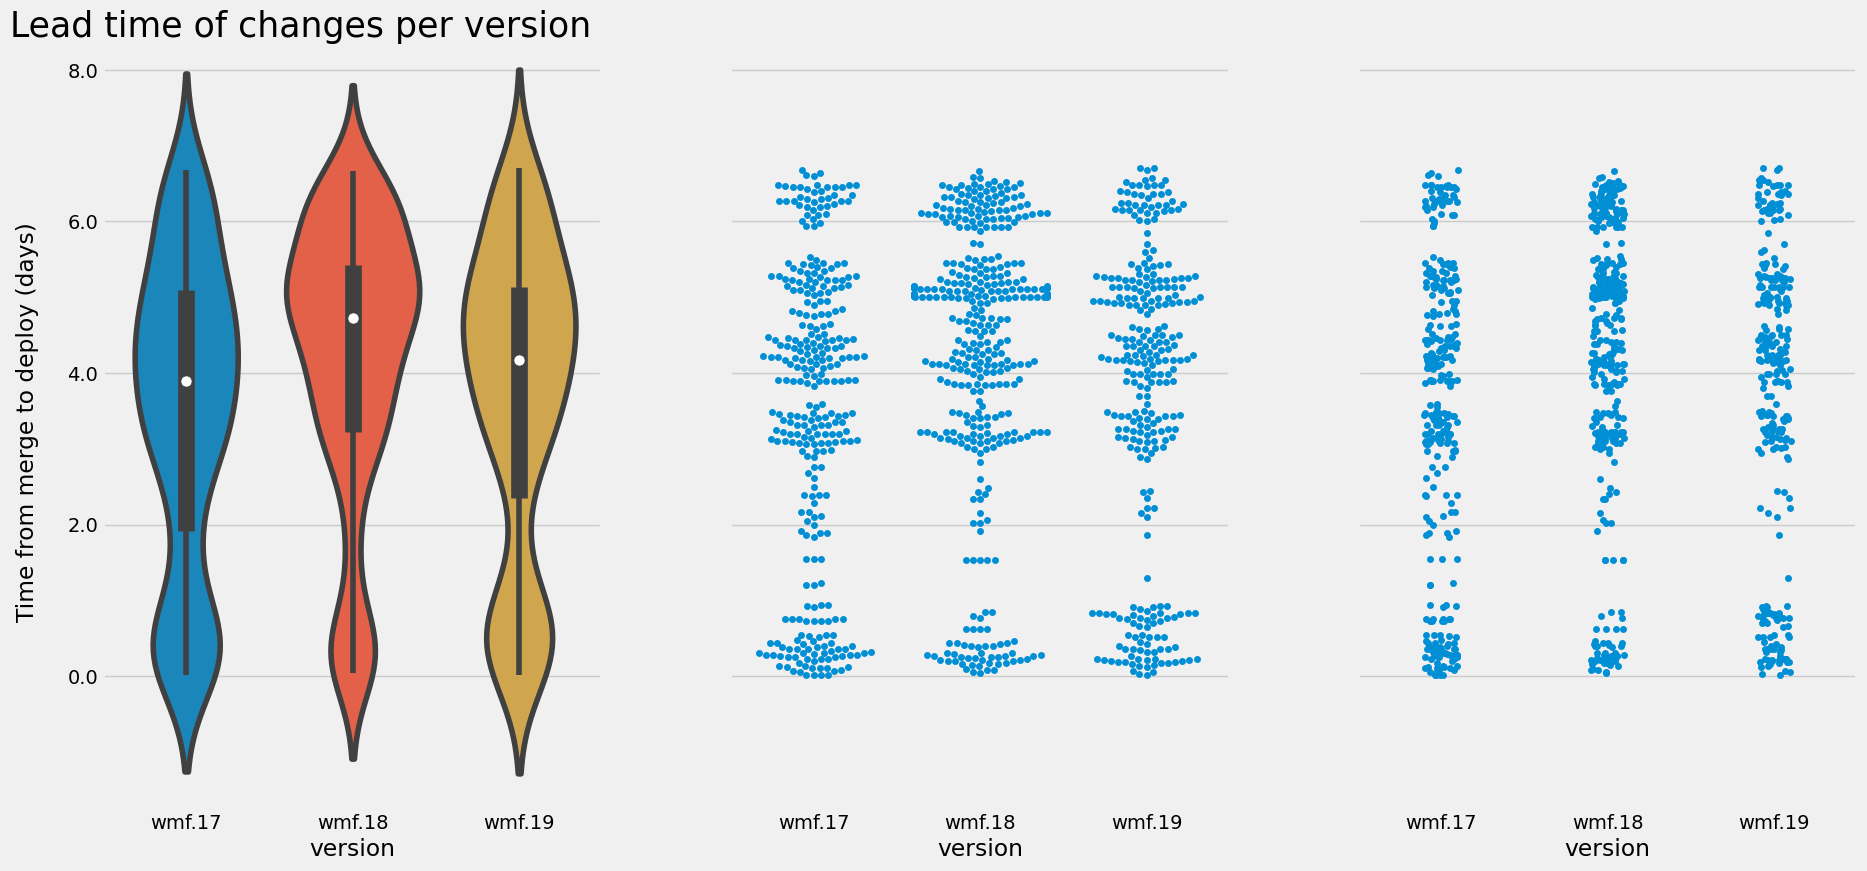 Lead time of changes per version
Time from merge to deploy (days)
8.0
6.0
4.0
2.0
0.0
wmf.17 wmf.18 wmf.19
version
wmf.17 wmf.18 wmf.19
version
wmf.17 wmf.18 wmf.19
version